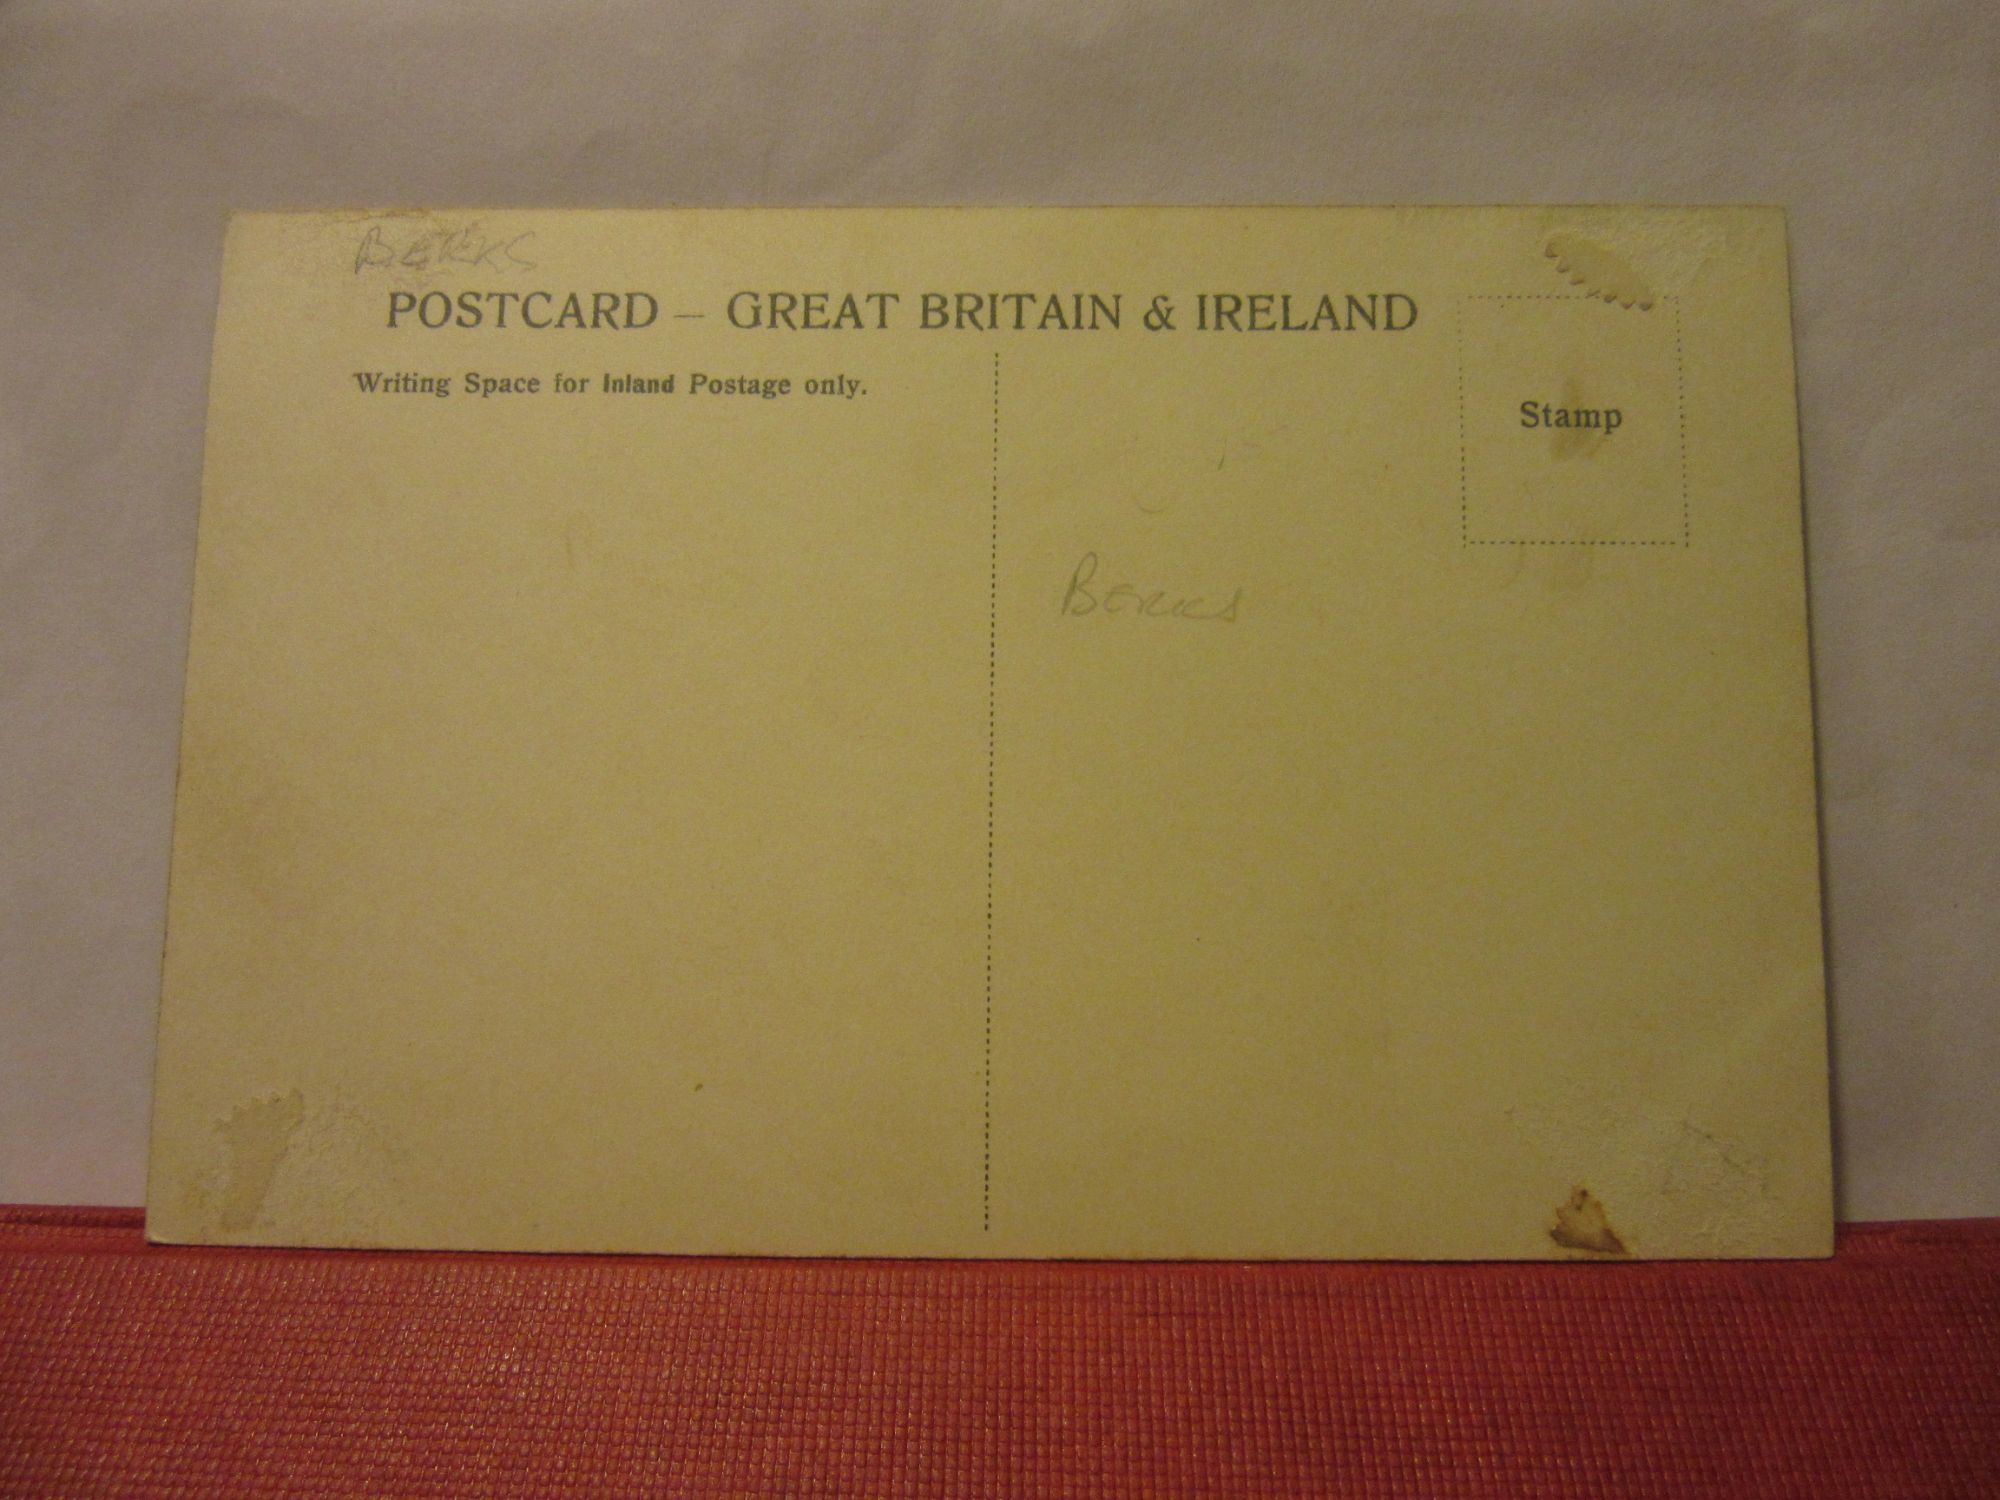 BERKS
POSTCARD – GREAT BRITAIN & IRELAND
Writing Space for Inland Postage only.
Stamp
BERKS